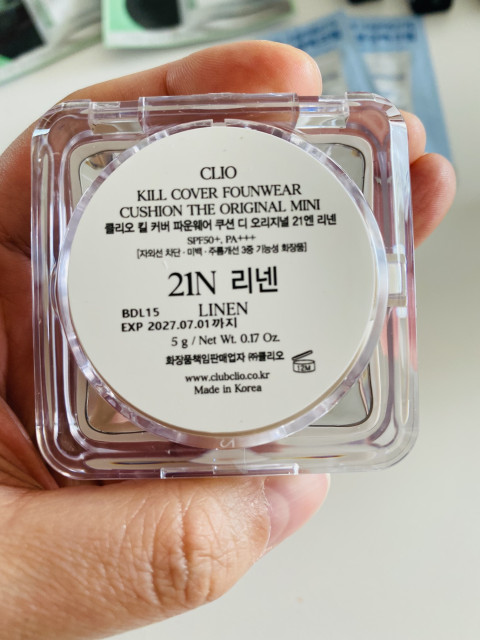 CLIO
KILL COVER FOUNWEAR
CUSHION THE ORIGINAL MINI
클리오 킬 커버 파운웨어 쿠션 디 오리지널 21엔 리넨
SPF50+, PA+++
[자외선 차단 · 미백 · 주름개선 3중 기능성 화장품]
21N 리넨
LINEN
BDL15
EXP 2027.07.01까지
5 g / Net Wt. 0.17 Oz.
화장품책임판매업자 ㈜클리오
12M
www.clubclio.co.kr
Made in Korea